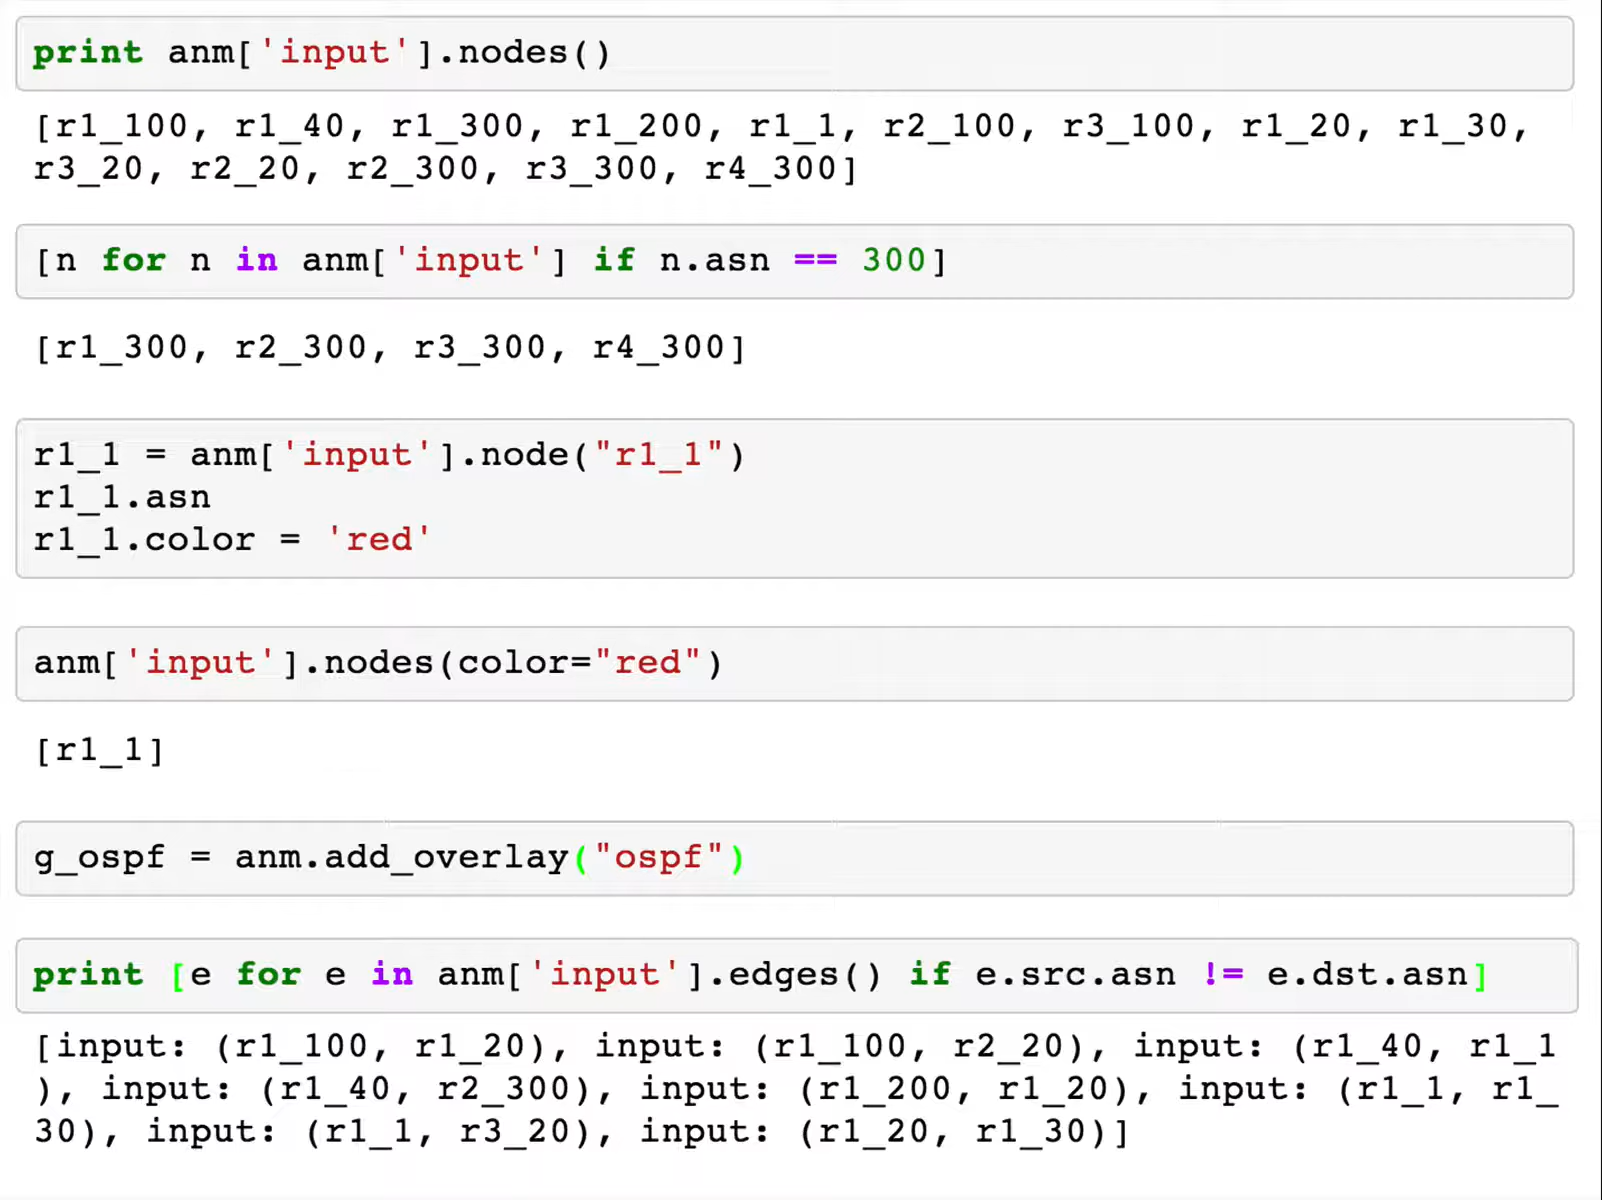 print anm['input'].nodes()
[r1_100, r1_40, r1_300, r1_200, r1_1, r2_100, r3_100, r1_20, r1_30,
r3_20, r2_20, r2_300, r3_300, r4_300]
[n for n in anm['input'] if n.asn == 300]
[r1_300, r2_300, r3_300, r4_300]
r1_1 = anm['input'].node("r1_1")
r1_1.asn
r1_1.color = 'red'
anm['input'].nodes(color="red")
[r1_1]
g_ospf = anm.add_overlay("ospf")
print [e for e in anm['input'].edges() if e.src.asn != e.dst.asn]
[input: (r1_100, r1_20), input: (r1_100, r2_20), input: (r1_40, r1_1
), input: (r1_40, r2_300), input: (r1_200, r1_20), input: (r1_1, r1_
30), input: (r1_1, r3_20), input: (r1_20, r1_30)]